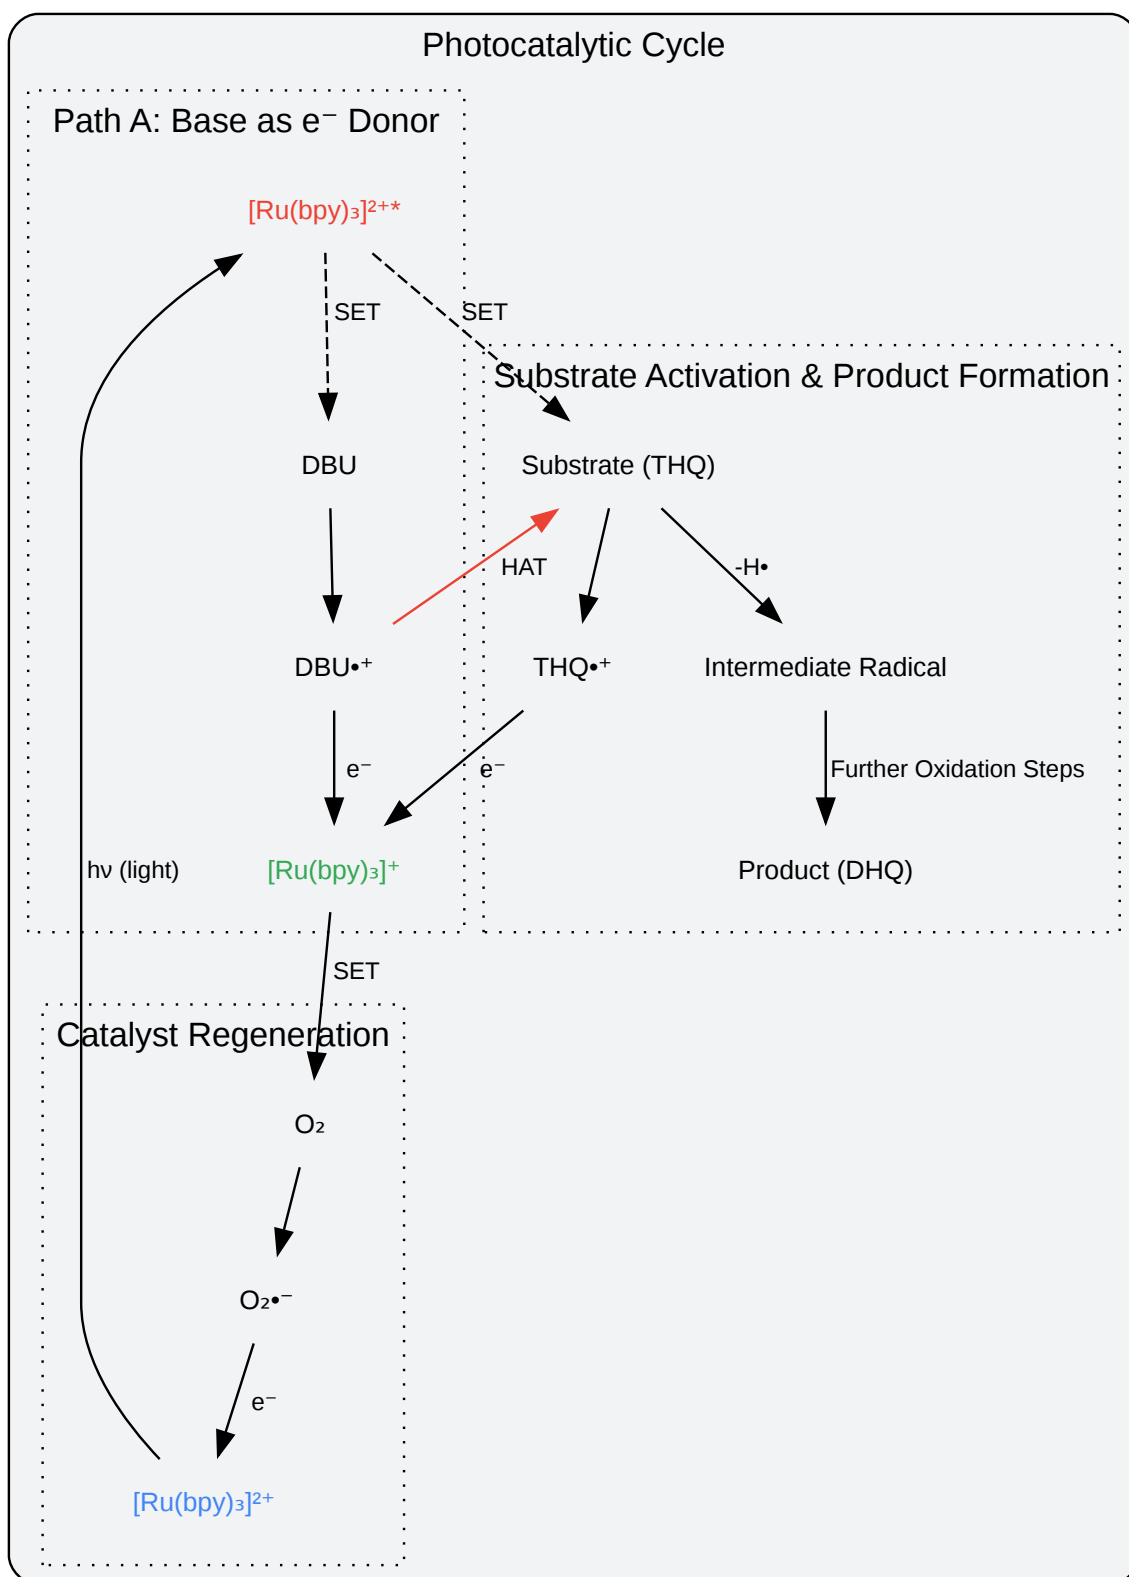 Photocatalytic Cycle
Path A: Base as e⁻ Donor
[Ru(bpy)₃]²⁺*
SET
SET
Substrate Activation & Product Formation
DBU
Substrate (THQ)
HAT
-H•
DBU•⁺
THQ•⁺
Intermediate Radical
e⁻
e⁻
Further Oxidation Steps
hν (light)
[Ru(bpy)₃]⁺
Product (DHQ)
SET
Catalyst Regeneration
O₂
O₂•⁻
e⁻
[Ru(bpy)₃]²⁺